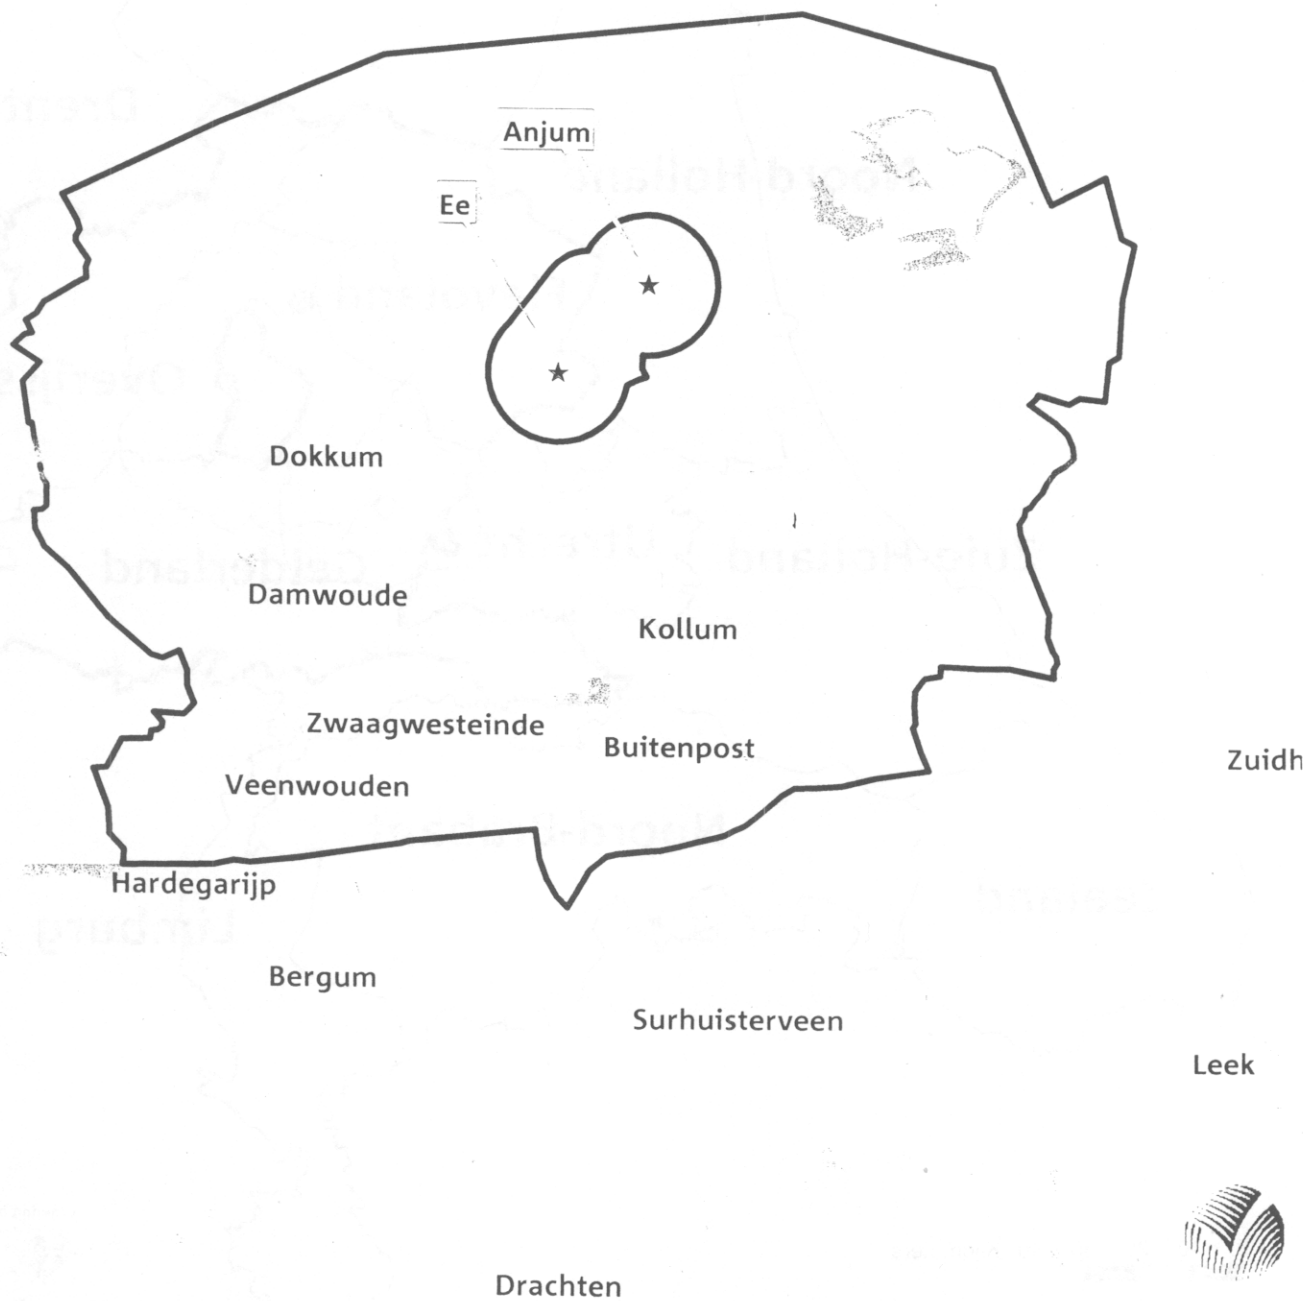 Anjum
Ee
Dokkum
Damwoude
Kollum
Zwaagwesteinde
Buitenpost
Zuidh
Veenwouden
Hardegarijp
Bergum
Surhuisterveen
Leek
Drachten